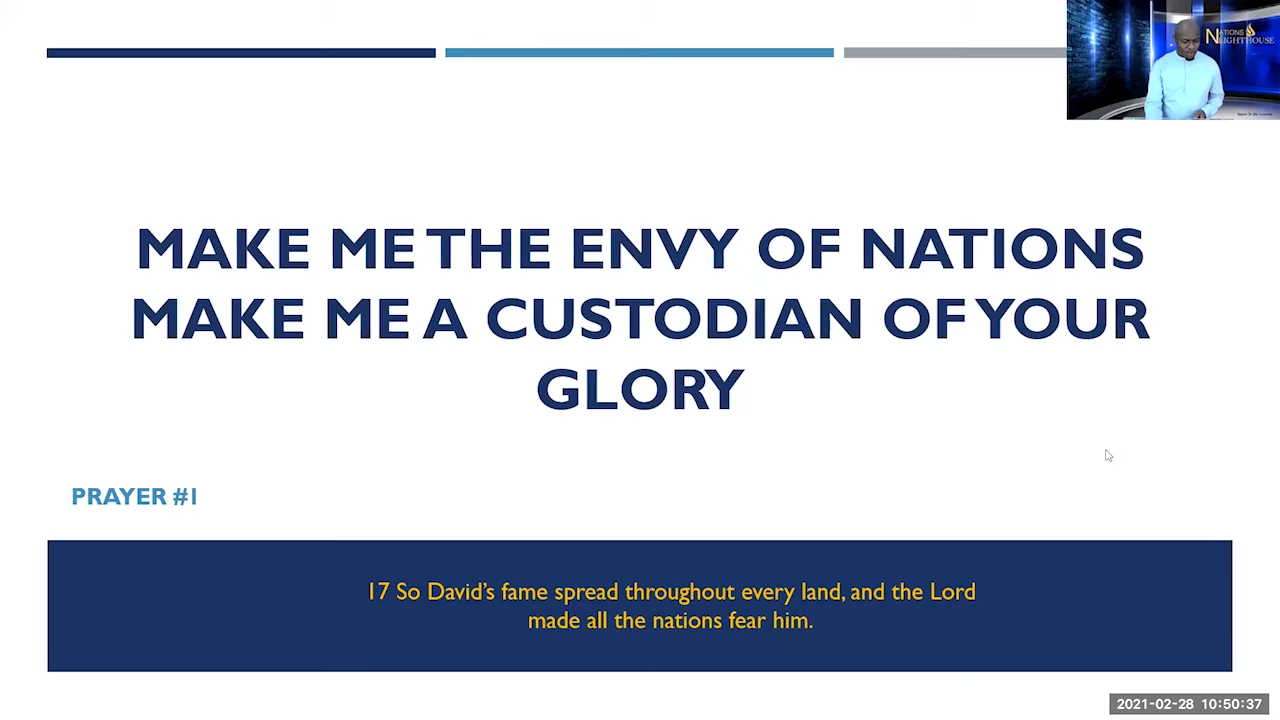 NATIONS
LIGHTHOUSE
MAKE ME THE ENVY OF NATIONS
MAKE ME A CUSTODIAN OF YOUR
GLORY
PRAYER #1
17 So David's fame spread throughout every land, and the Lord
made all the nations fear him.
2021-02-28 10:50:37